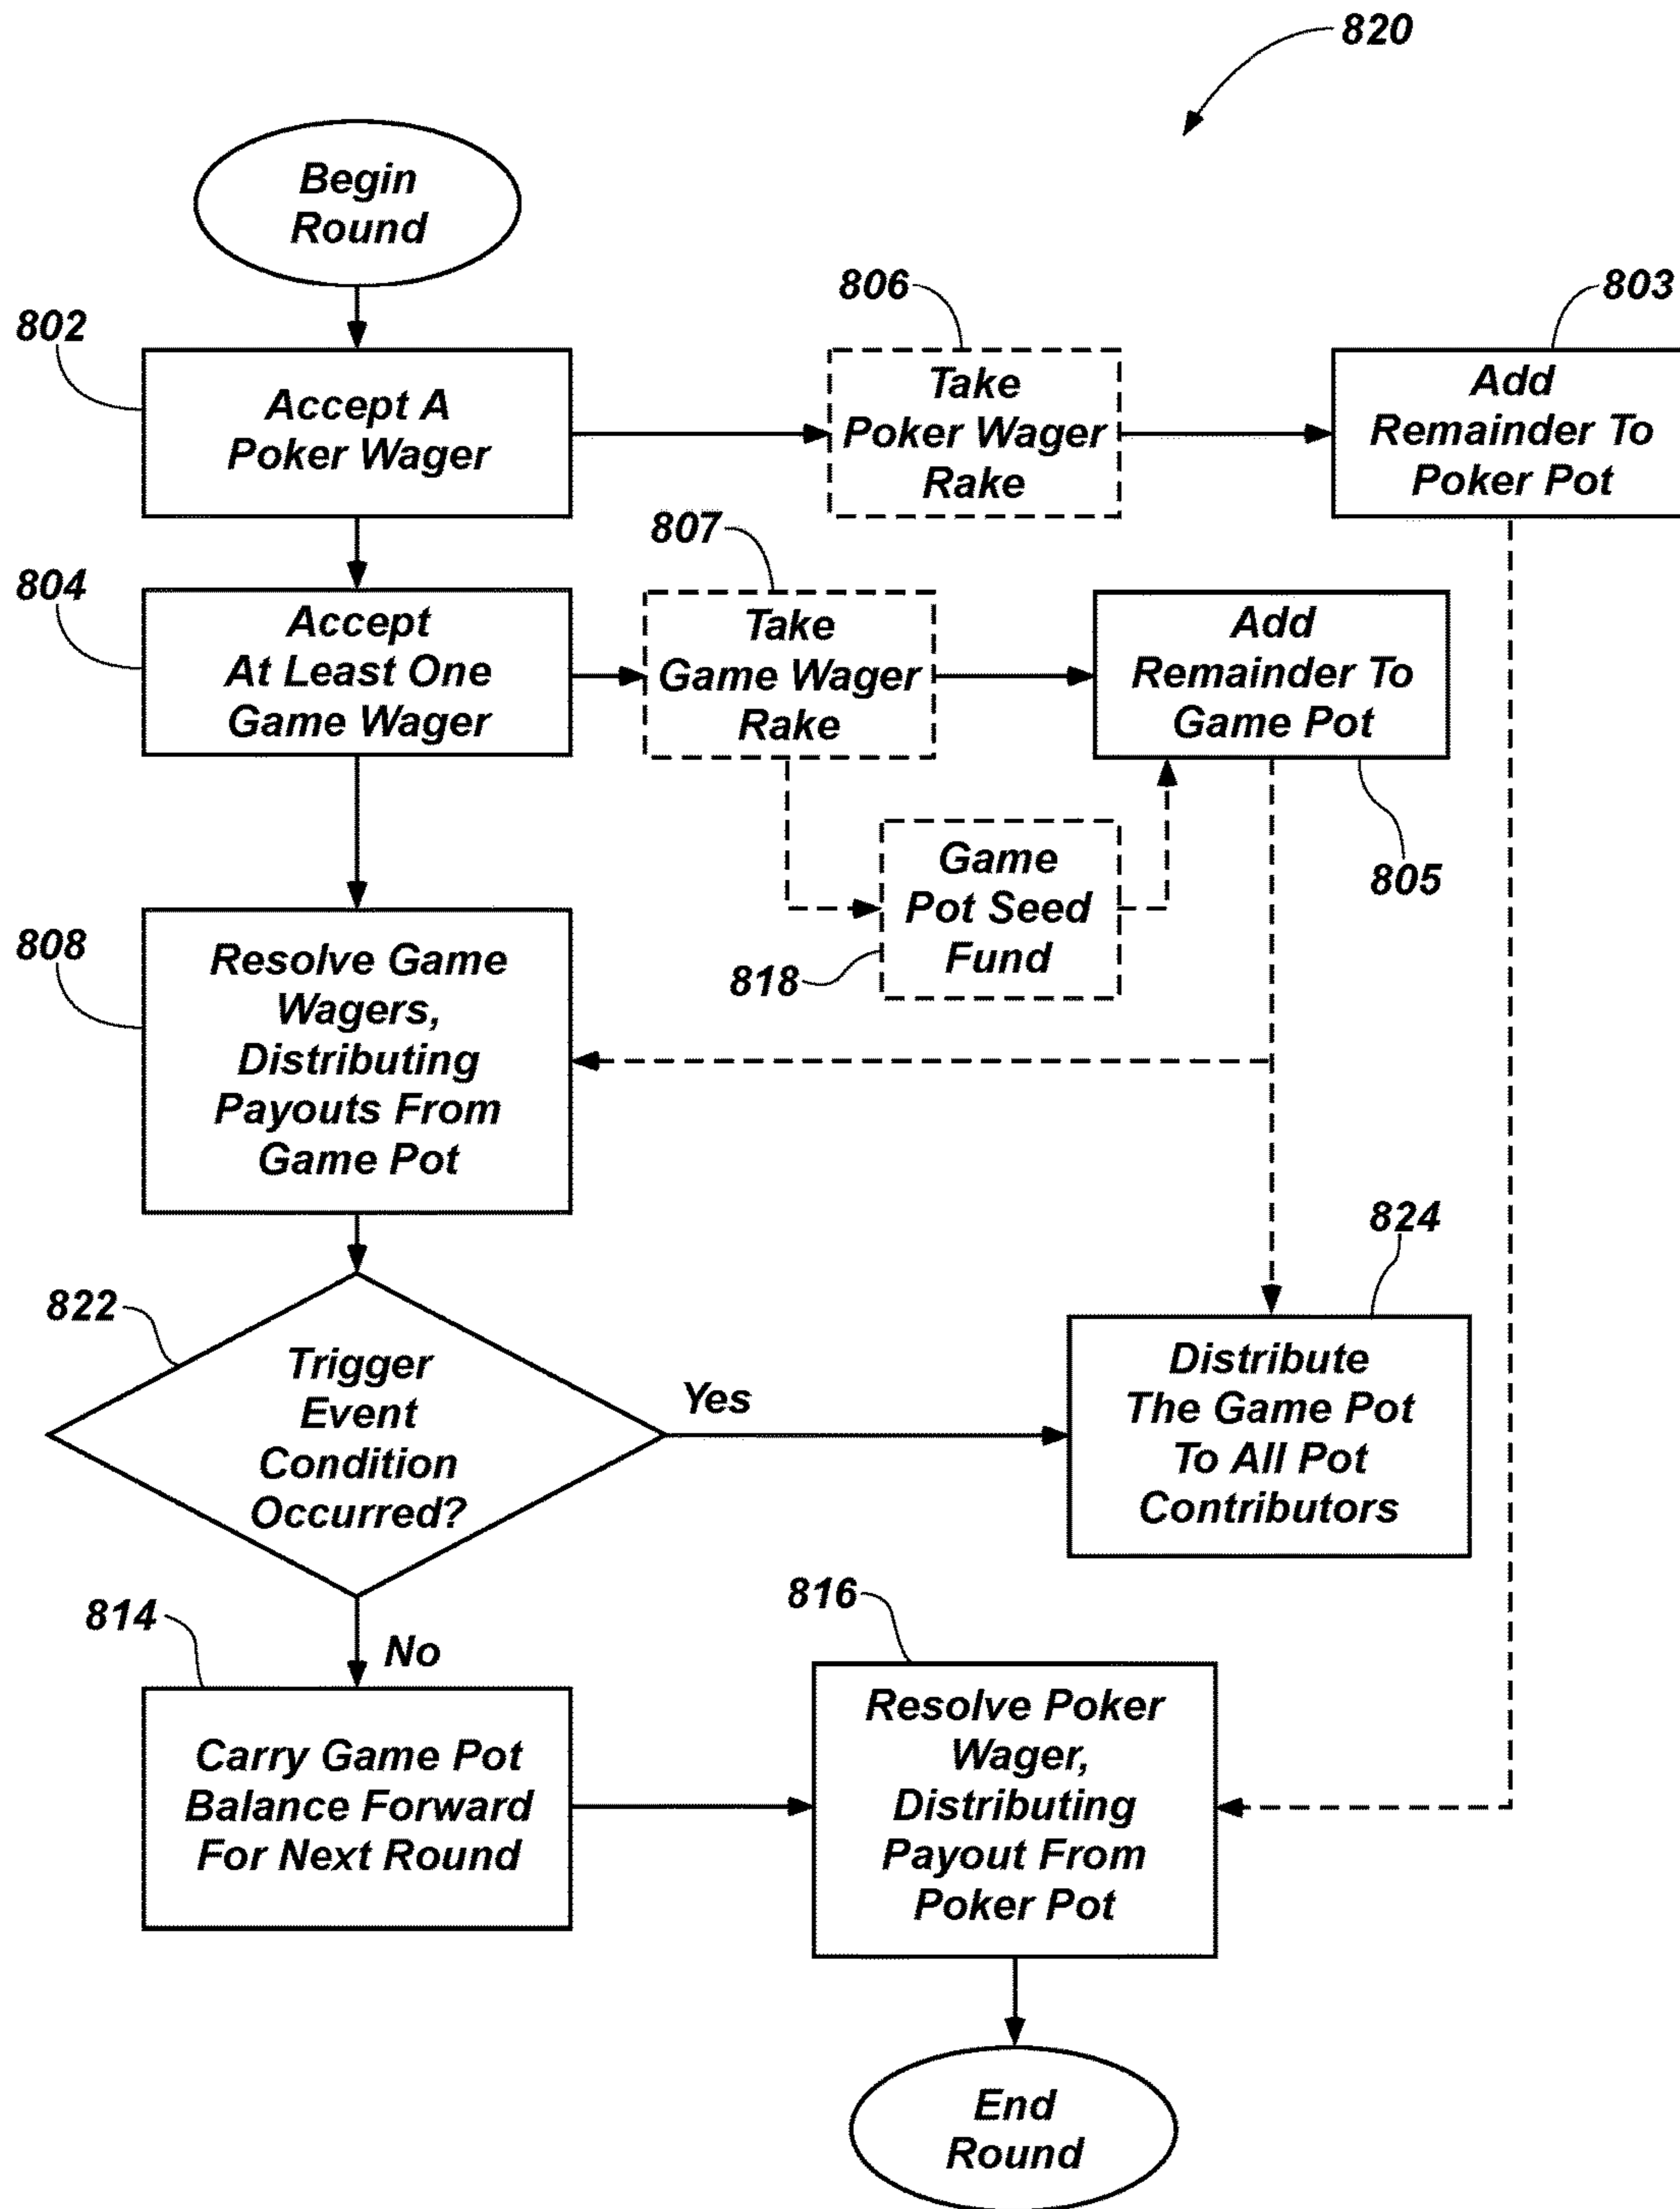 820
Begin
Round
802
Accept A
Poker Wager
806
Take
Poker Wager
Rake
803
Add
Remainder To
Poker Pot
804
Accept
At Least One
Game Wager
807
Take
Game Wager
Rake
Add
Remainder To
Game Pot
805
Game
Pot Seed
Fund
818
808
Resolve Game
Wagers,
Distributing
Payouts From
Game Pot
822
Trigger
Event
Condition
Occurred?
Yes
824
Distribute
The Game Pot
To All Pot
Contributors
No
814
Carry Game Pot
Balance Forward
For Next Round
816
Resolve Poker
Wager,
Distributing
Payout From
Poker Pot
End
Round